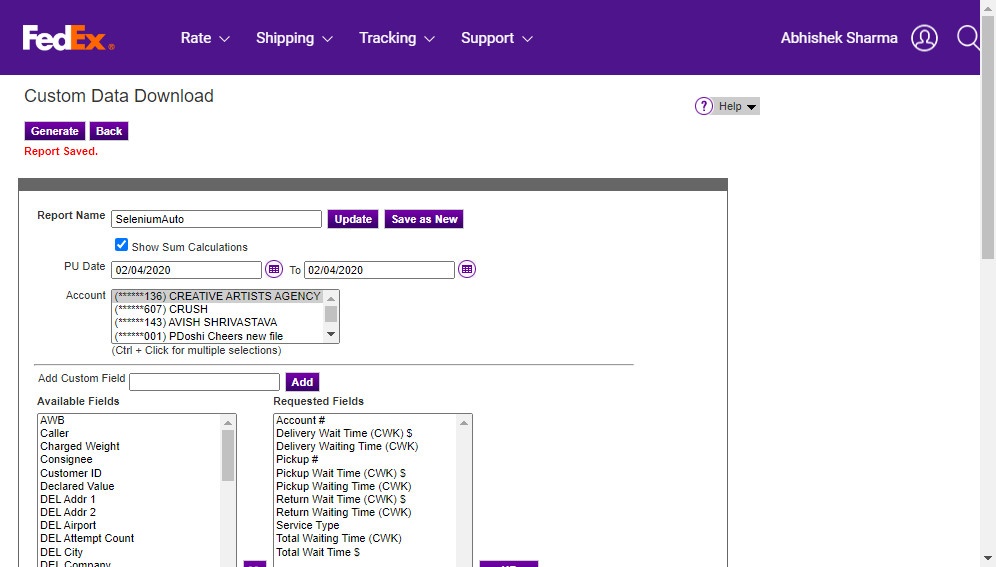 FedEx® Rate Shipping Tracking Support Abhishek Sharma
Custom Data Download
? Help
Generate Back
Report Saved.
Report Name SeleniumAuto Update Save as New
Show Sum Calculations
PU Date 02/04/2020 To 02/04/2020
Account (******136) CREATIVE ARTISTS AGENCY
(******607) CRUSH
(******143) AVISH SHRIVASTAVA
(******001) PDoshi Cheers new file
(Ctrl + Click for multiple selections)
Add Custom Field Add
Available Fields Requested Fields
AWB Account #
Caller Delivery Wait Time (CWK) $
Charged Weight Delivery Waiting Time (CWK)
Consignee Pickup #
Customer ID Pickup Wait Time (CWK) $
Declared Value Pickup Waiting Time (CWK)
DEL Addr 1 Return Wait Time (CWK) $
DEL Addr 2 Return Waiting Time (CWK)
DEL Airport Service Type
DEL Attempt Count Total Waiting Time (CWK)
DEL City Total Wait Time $
DEL Company